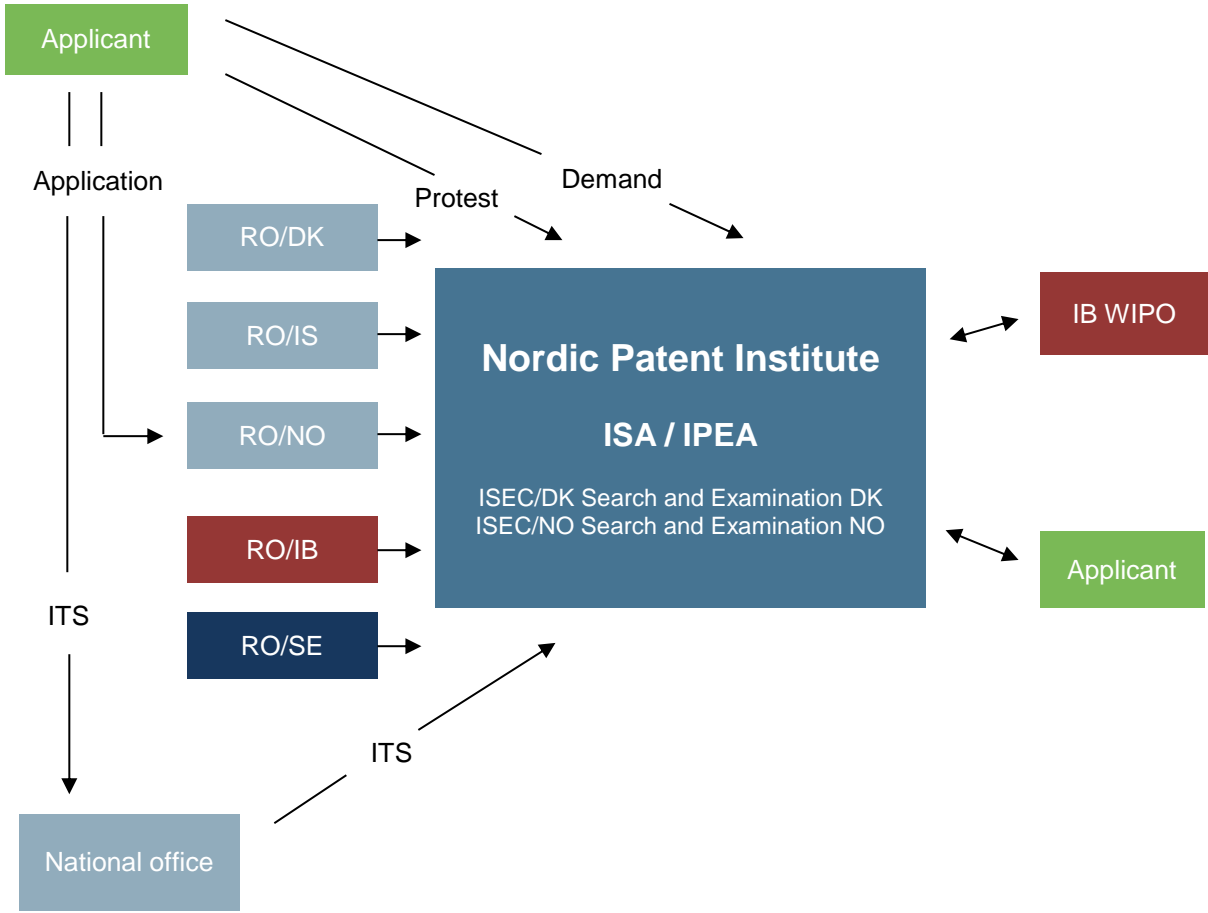 Applicant
Application
Protest
Demand
RO/DK
RO/IS
RO/NO
RO/IB
RO/SE
Nordic Patent Institute
ISA / IPEA
ISEC/DK Search and Examination DK
ISEC/NO Search and Examination NO
IB WIPO
Applicant
ITS
ITS
National office